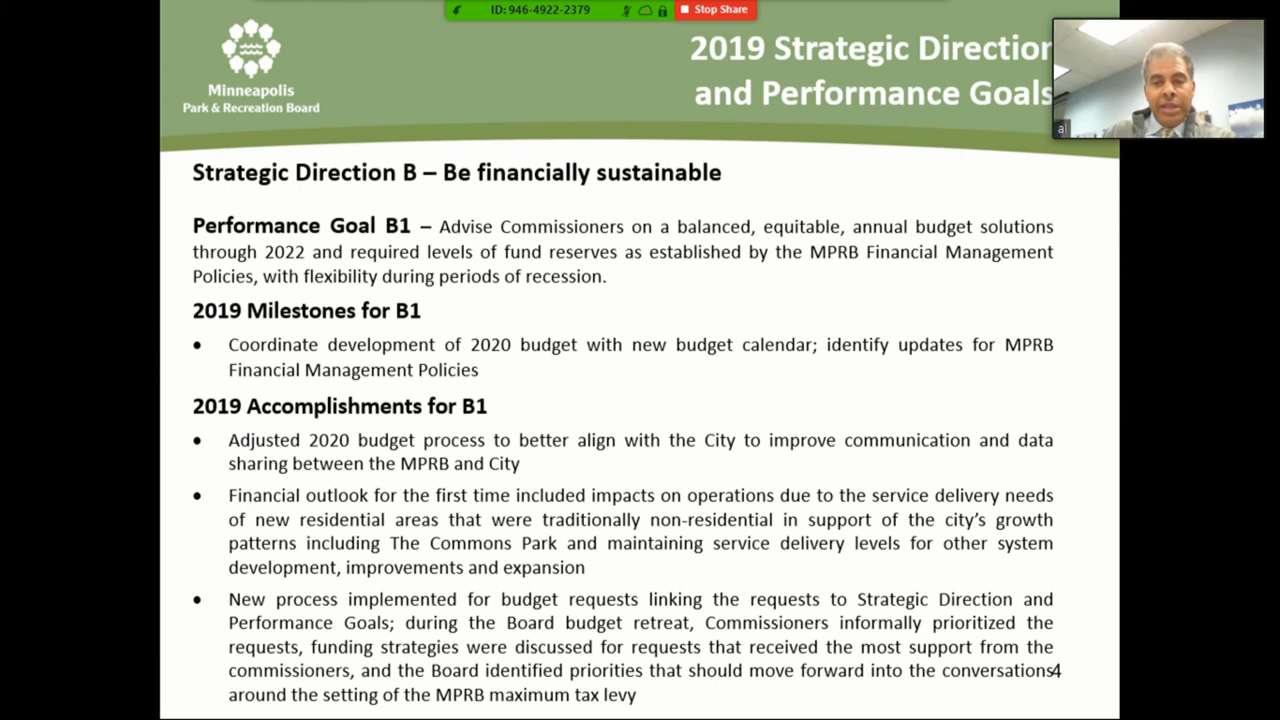 ID: 946-4922-2379
Stop Share
Minneapolis
Park & Recreation Board
2019 Strategic Direction
and Performance Goals
al
Strategic Direction B – Be financially sustainable
Performance Goal B1 – Advise Commissioners on a balanced, equitable, annual budget solutions
through 2022 and required levels of fund reserves as established by the MPRB Financial Management
Policies, with flexibility during periods of recession.
2019 Milestones for B1
• Coordinate development of 2020 budget with new budget calendar; identify updates for MPRB
Financial Management Policies
2019 Accomplishments for B1
• Adjusted 2020 budget process to better align with the City to improve communication and data
sharing between the MPRB and City
• Financial outlook for the first time included impacts on operations due to the service delivery needs
of new residential areas that were traditionally non-residential in support of the city's growth
patterns including The Commons Park and maintaining service delivery levels for other system
development, improvements and expansion
• New process implemented for budget requests linking the requests to Strategic Direction and
Performance Goals; during the Board budget retreat, Commissioners informally prioritized the
requests, funding strategies were discussed for requests that received the most support from the
commissioners, and the Board identified priorities that should move forward into the conversations
around the setting of the MPRB maximum tax levy
4